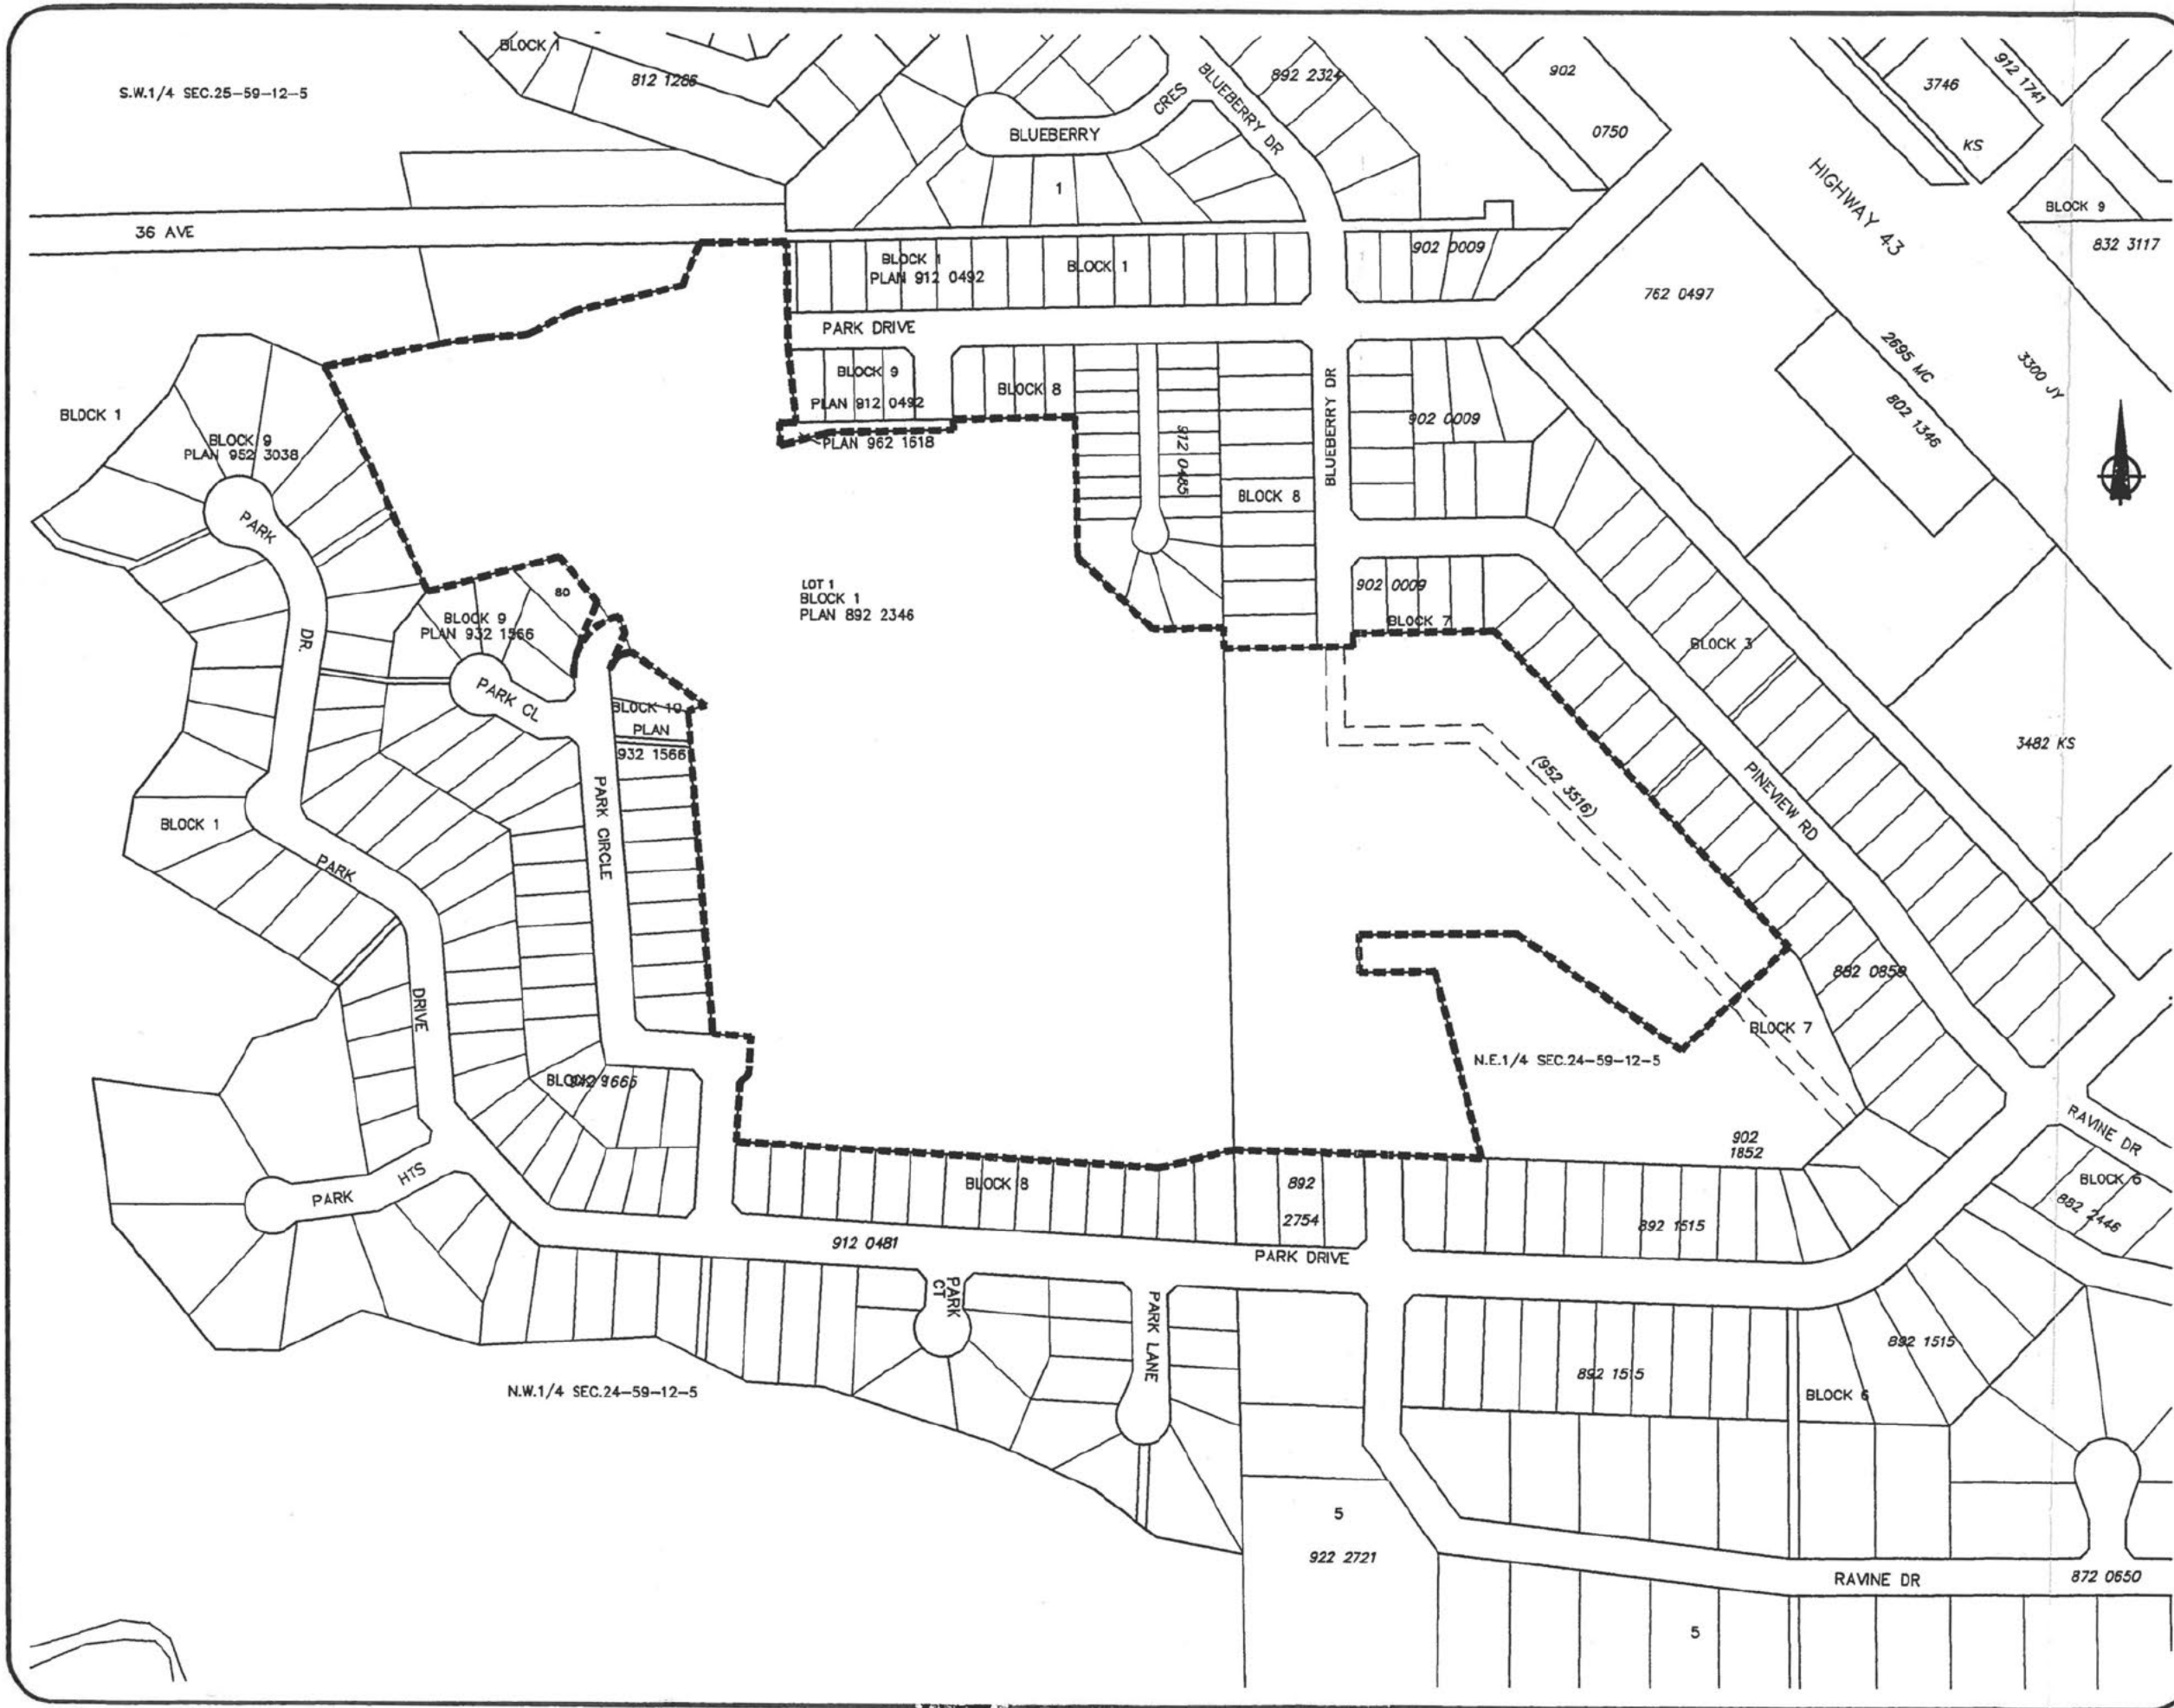 BLOCK 1
S.W.1/4 SEC.25-59-12-5
812 1286
BLUEBERRY
CRES
BLUEBERRY DR
892 2324
902
0750
3746
KS
912 1741
HIGHWAY 43
BLOCK 9
832 3117
1
36 AVE
BLOCK 1
PLAN 912 0492
BLOCK 1
902 0009
762 0497
PARK DRIVE
BLOCK 9
PLAN 912 0492
BLOCK 8
PLAN 962 1618
912 0485
BLOCK 8
BLUEBERRY DR
902 0009
2695 MC
802 1346
3300 JY
BLOCK 1
BLOCK 9
PLAN 952 3038
PARK
DR.
LOT 1
BLOCK 1
PLAN 892 2346
80
BLOCK 9
PLAN 932 1566
PARK CL
BLOCK 10
PLAN
932 1566
902 0009
BLOCK 7
BLOCK 3
3482 KS
(952 3516)
PINEVIEW RD
BLOCK 1
PARK
PARK CIRCLE
DRIVE
882 0859
BLOCK 7
N.E.1/4 SEC.24-59-12-5
902
1852
RAVINE DR
BLOCK 6
882 2446
PARK
HTS
BLOCK 8
892
2754
892 1515
912 0481
PARK DRIVE
PARK
CT
PARK LANE
892 1515
892 1515
BLOCK 6
N.W.1/4 SEC.24-59-12-5
5
922 2721
RAVINE DR
872 0650
5